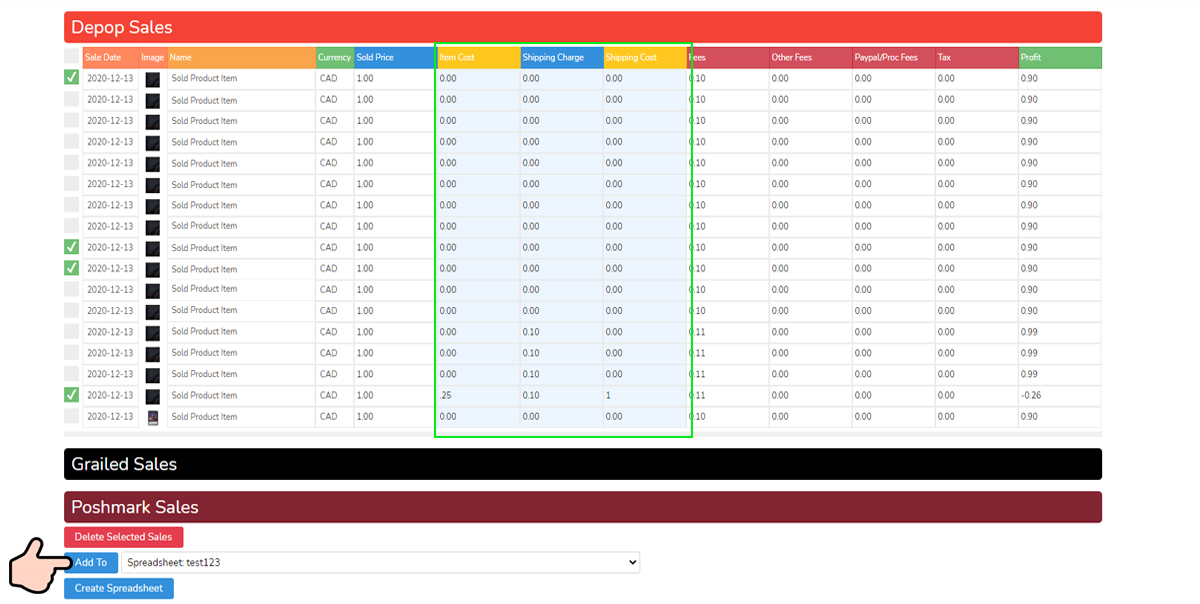 Depop Sales
Sale Date Image Name Currency Sold Price Item Cost Shipping Charge Shipping Cost Fees Other Fees Paypal/Proc Fees Tax Profit
2020-12-13 Sold Product Item CAD 1.00 0.00 0.00 0.00 0.10 0.00 0.00 0.00 0.90
2020-12-13 Sold Product Item CAD 1.00 0.00 0.00 0.00 0.10 0.00 0.00 0.00 0.90
2020-12-13 Sold Product Item CAD 1.00 0.00 0.00 0.00 0.10 0.00 0.00 0.00 0.90
2020-12-13 Sold Product Item CAD 1.00 0.00 0.00 0.00 0.10 0.00 0.00 0.00 0.90
2020-12-13 Sold Product Item CAD 1.00 0.00 0.00 0.00 0.10 0.00 0.00 0.00 0.90
2020-12-13 Sold Product Item CAD 1.00 0.00 0.00 0.00 0.10 0.00 0.00 0.00 0.90
2020-12-13 Sold Product Item CAD 1.00 0.00 0.00 0.00 0.10 0.00 0.00 0.00 0.90
2020-12-13 Sold Product Item CAD 1.00 0.00 0.00 0.00 0.10 0.00 0.00 0.00 0.90
2020-12-13 Sold Product Item CAD 1.00 0.00 0.00 0.00 0.10 0.00 0.00 0.00 0.90
2020-12-13 Sold Product Item CAD 1.00 0.00 0.00 0.00 0.10 0.00 0.00 0.00 0.90
2020-12-13 Sold Product Item CAD 1.00 0.00 0.00 0.00 0.10 0.00 0.00 0.00 0.90
2020-12-13 Sold Product Item CAD 1.00 0.00 0.00 0.00 0.10 0.00 0.00 0.00 0.90
2020-12-13 Sold Product Item CAD 1.00 0.00 0.10 0.00 0.11 0.00 0.00 0.00 0.99
2020-12-13 Sold Product Item CAD 1.00 0.00 0.10 0.00 0.11 0.00 0.00 0.00 0.99
2020-12-13 Sold Product Item CAD 1.00 0.00 0.10 0.00 0.11 0.00 0.00 0.00 0.99
2020-12-13 Sold Product Item CAD 1.00 .25 0.10 1 0.11 0.00 0.00 0.00 -0.26
2020-12-13 Sold Product Item CAD 1.00 0.00 0.00 0.00 0.10 0.00 0.00 0.00 0.90
Grailed Sales
Poshmark Sales
Delete Selected Sales
Add To Spreadsheet: test123
Create Spreadsheet